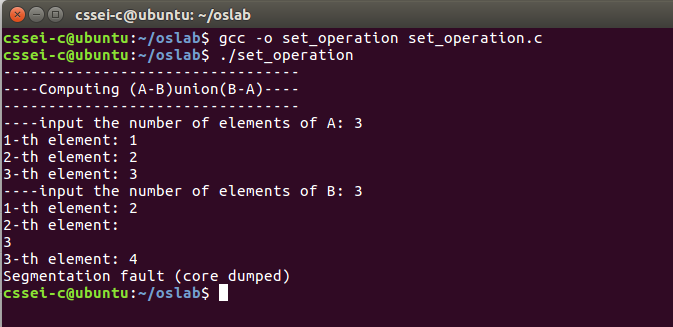 cssei-c@ubuntu: ~/oslab
cssei-c@ubuntu:~/oslab$ gcc -o set_operation set_operation.c
cssei-c@ubuntu:~/oslab$ ./set_operation
---------------------------------
----Computing (A-B)union(B-A)----
---------------------------------
----input the number of elements of A: 3
1-th element: 1
2-th element: 2
3-th element: 3
----input the number of elements of B: 3
1-th element: 2
2-th element:
3
3-th element: 4
Segmentation fault (core dumped)
cssei-c@ubuntu:~/oslab$